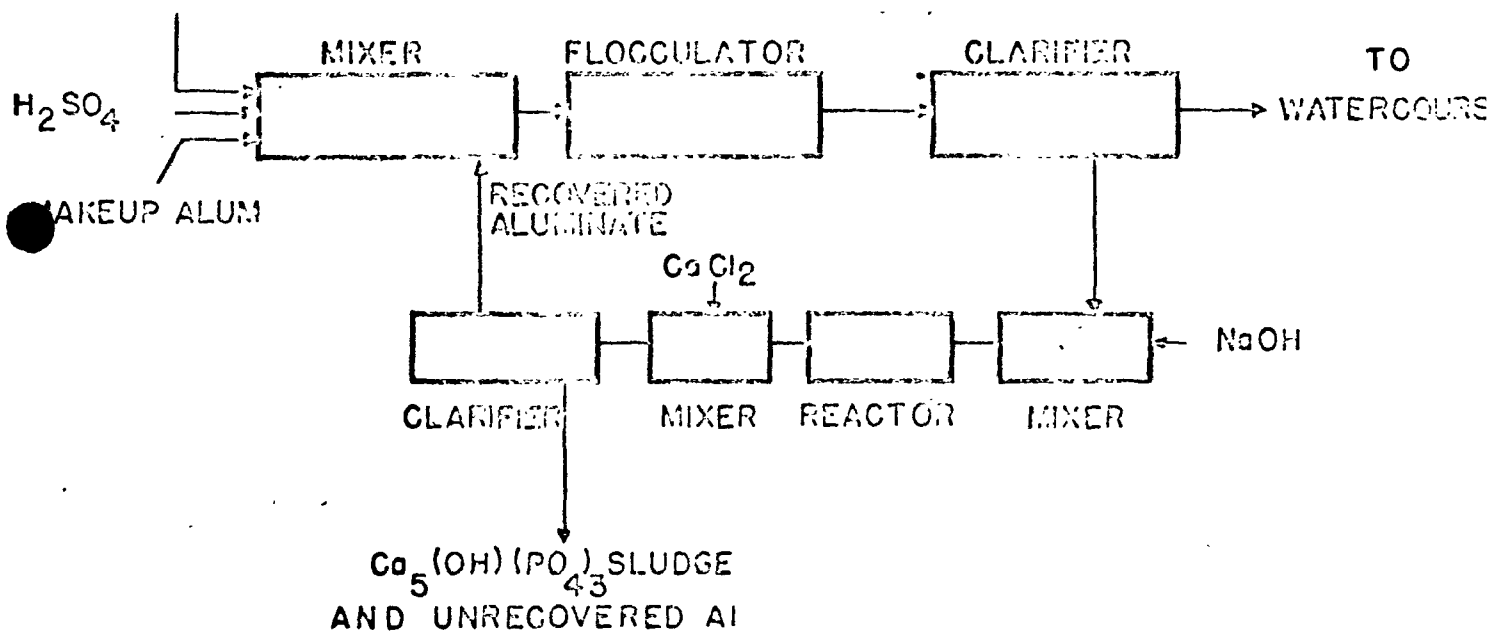 MIXER
FLOCCULATOR
CLARIFIER
TO
WATERCOURS
H2SO4
AKEUP ALUM
RECOVERED
ALUMINATE
CaCl2
NaOH
CLARIFIER
MIXER
REACTOR
MIXER
Ca5(OH)(PO4)3 SLUDGE
AND UNRECOVERED Al